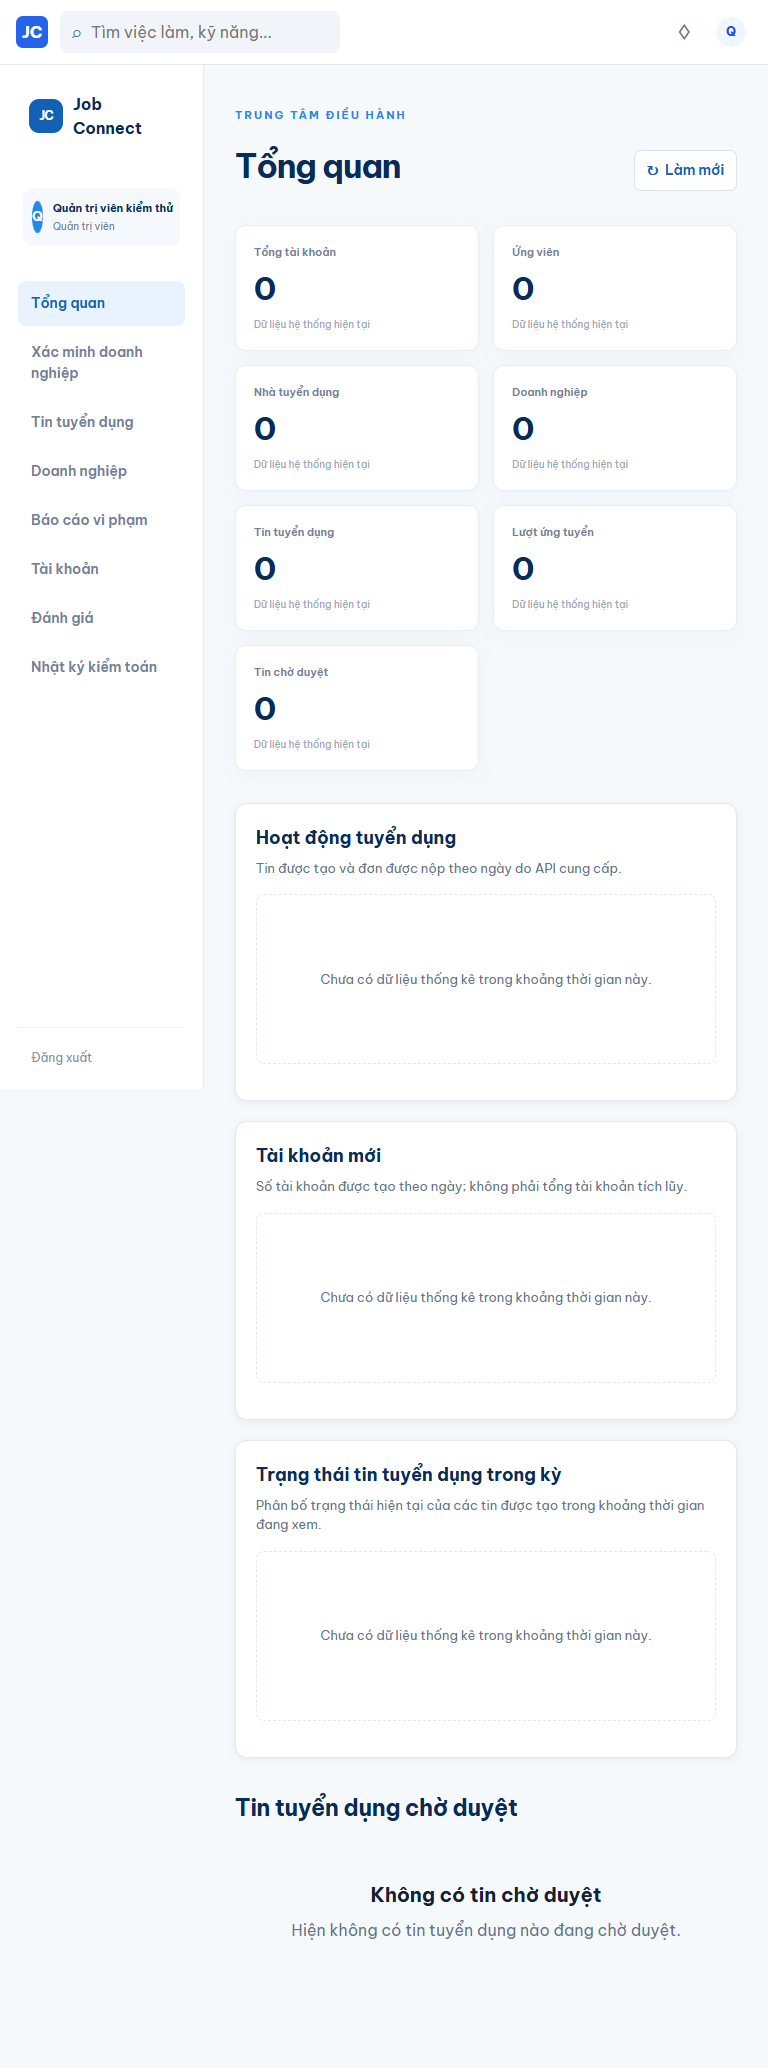 JC
Tìm việc làm, kỹ năng...
Q
JC
Job
Connect
Q
Quản trị viên kiểm thử
Quản trị viên
Tổng quan
Xác minh doanh
nghiệp
Tin tuyển dụng
Doanh nghiệp
Báo cáo vi phạm
Tài khoản
Đánh giá
Nhật ký kiểm toán
Đăng xuất
TRUNG TÂM ĐIỀU HÀNH
Tổng quan
↻ Làm mới
Tổng tài khoản
0
Dữ liệu hệ thống hiện tại
Ứng viên
0
Dữ liệu hệ thống hiện tại
Nhà tuyển dụng
0
Dữ liệu hệ thống hiện tại
Doanh nghiệp
0
Dữ liệu hệ thống hiện tại
Tin tuyển dụng
0
Dữ liệu hệ thống hiện tại
Lượt ứng tuyển
0
Dữ liệu hệ thống hiện tại
Tin chờ duyệt
0
Dữ liệu hệ thống hiện tại
Hoạt động tuyển dụng
Tin được tạo và đơn được nộp theo ngày do API cung cấp.
Chưa có dữ liệu thống kê trong khoảng thời gian này.
Tài khoản mới
Số tài khoản được tạo theo ngày; không phải tổng tài khoản tích lũy.
Chưa có dữ liệu thống kê trong khoảng thời gian này.
Trạng thái tin tuyển dụng trong kỳ
Phân bố trạng thái hiện tại của các tin được tạo trong khoảng thời gian
đang xem.
Chưa có dữ liệu thống kê trong khoảng thời gian này.
Tin tuyển dụng chờ duyệt
Không có tin chờ duyệt
Hiện không có tin tuyển dụng nào đang chờ duyệt.